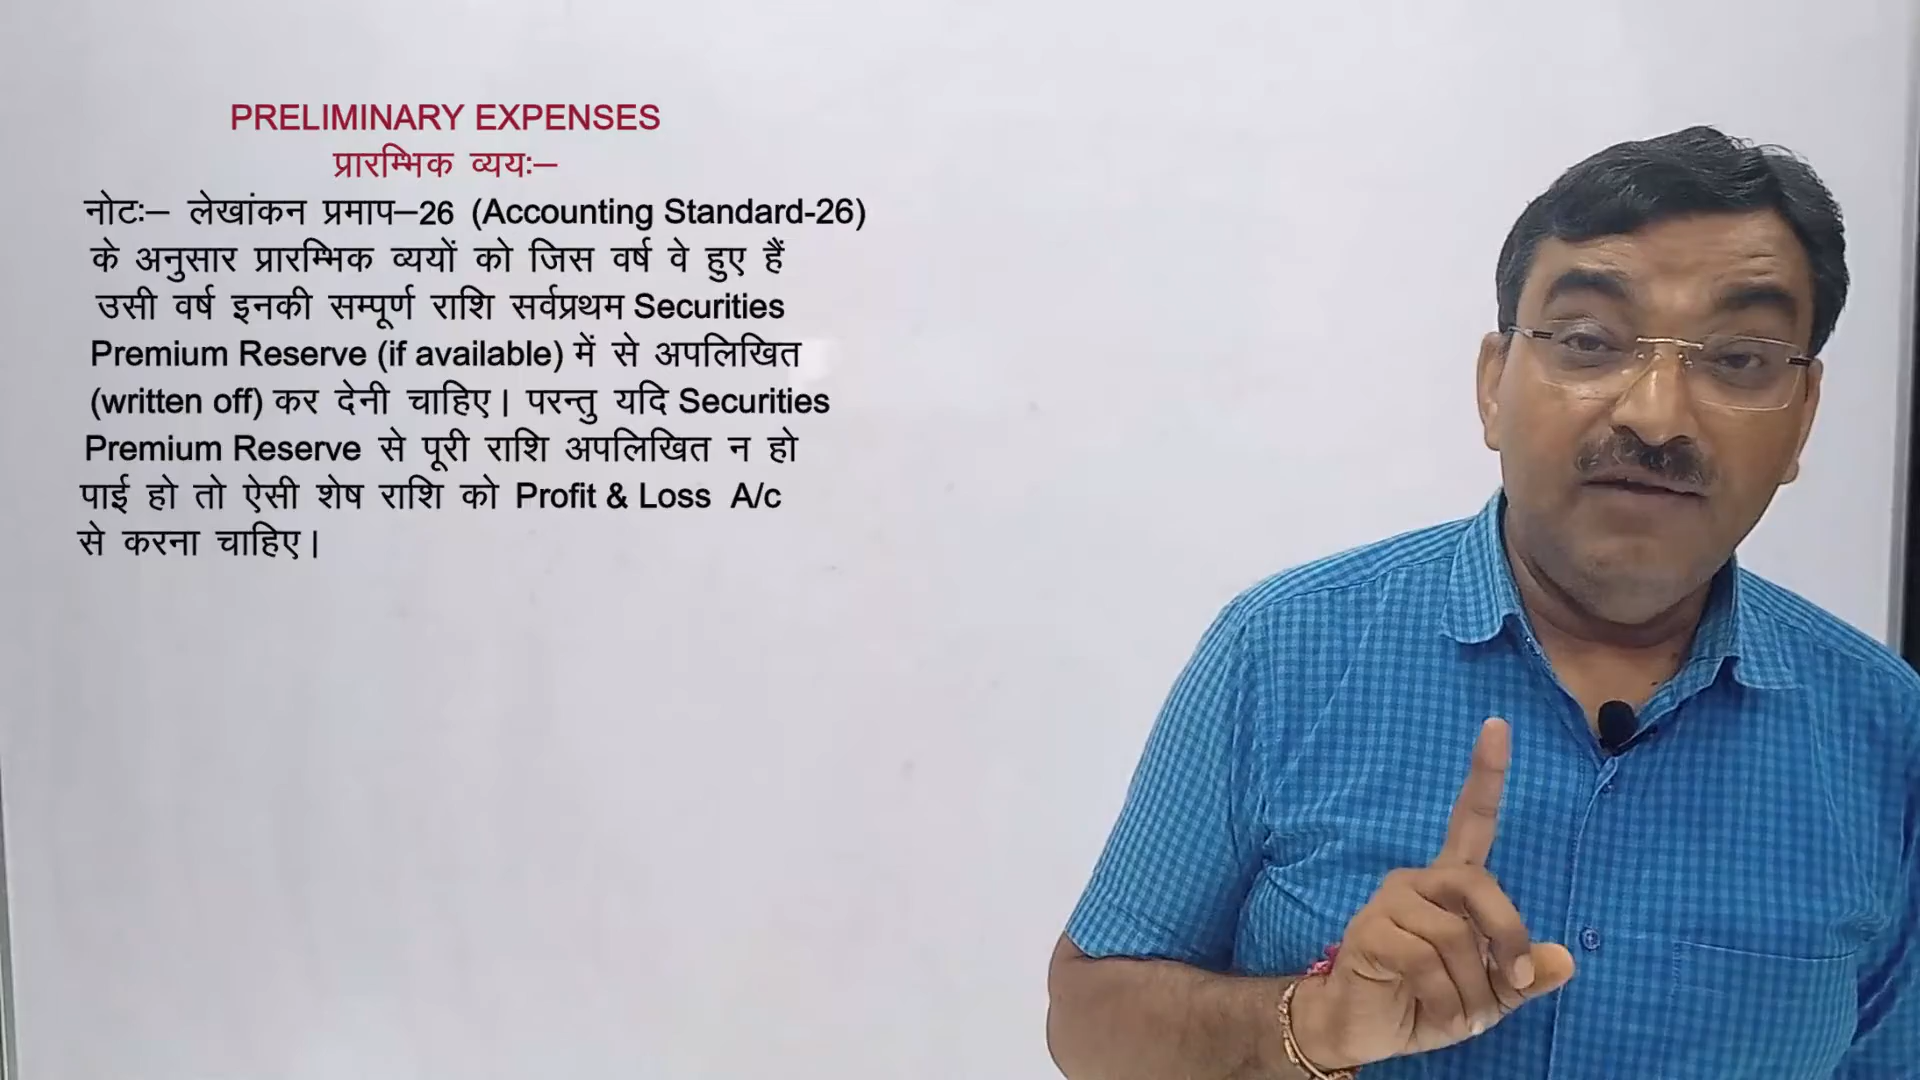 PRELIMINARY EXPENSES
प्रारम्भिक व्ययः–
नोटः– लेखांकन प्रमाप–26 (Accounting Standard-26)
के अनुसार प्रारम्भिक व्ययों को जिस वर्ष वे हुए हैं
उसी वर्ष इनकी सम्पूर्ण राशि सर्वप्रथम Securities
Premium Reserve (if available) में से अपलिखित
(written off) कर देनी चाहिए। परन्तु यदि Securities
Premium Reserve से पूरी राशि अपलिखित न हो
पाई हो तो ऐसी शेष राशि को Profit & Loss A/c
से करना चाहिए।